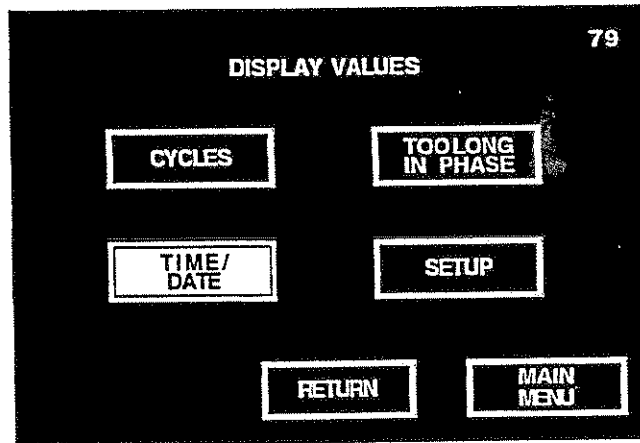 79
DISPLAY VALUES
CYCLES
TOOLONG
IN PHASE
TIME/
DATE
SETUP
RETURN
MAIN
MENU